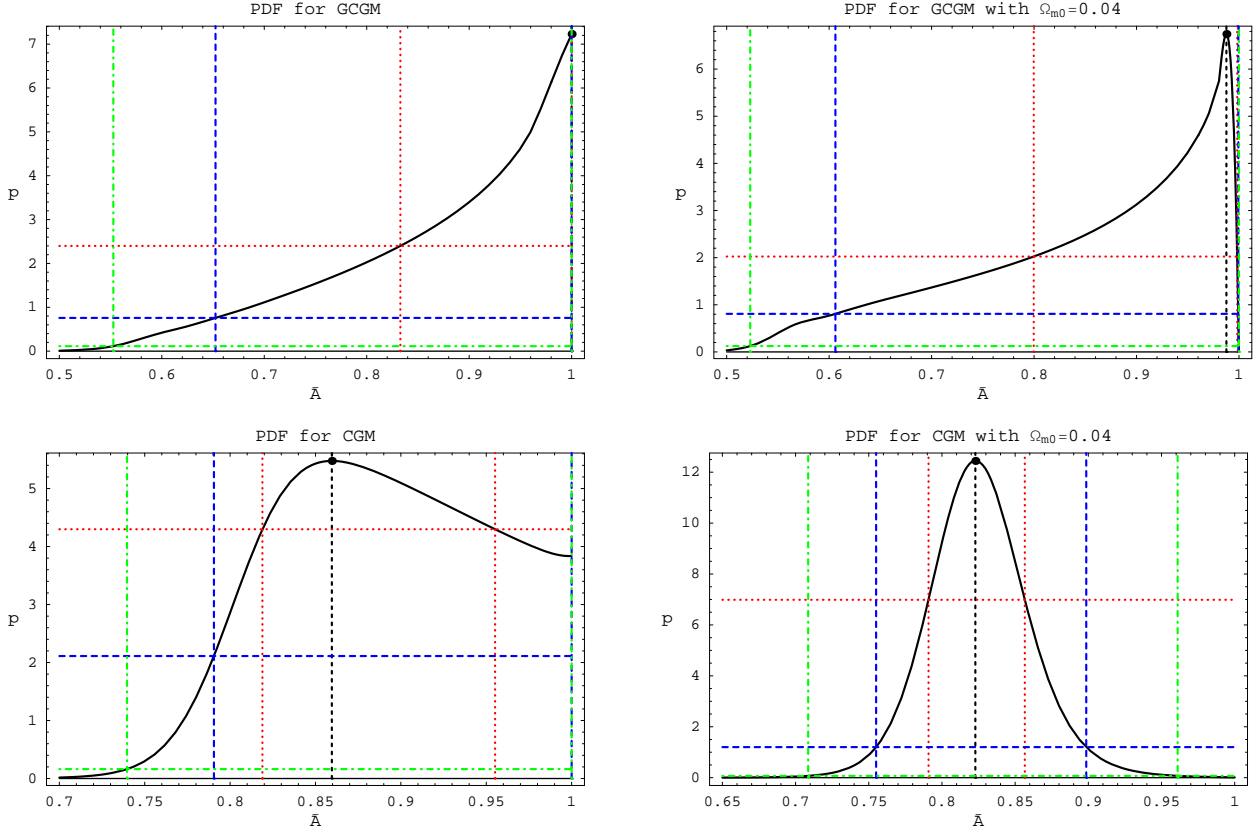 PDF for GCGM
7
6
5
4
3
2
1
0
p
0.5 0.6 0.7 0.8 0.9 1
Ā
PDF for GCGM with Ωm0=0.04
6
5
4
3
2
1
0
p
0.5 0.6 0.7 0.8 0.9 1
Ā
PDF for CGM
5
4
3
2
1
0
p
0.7 0.75 0.8 0.85 0.9 0.95 1
Ā
PDF for CGM with Ωm0=0.04
12
10
8
6
4
2
0
p
0.65 0.7 0.75 0.8 0.85 0.9 0.95 1
Ā